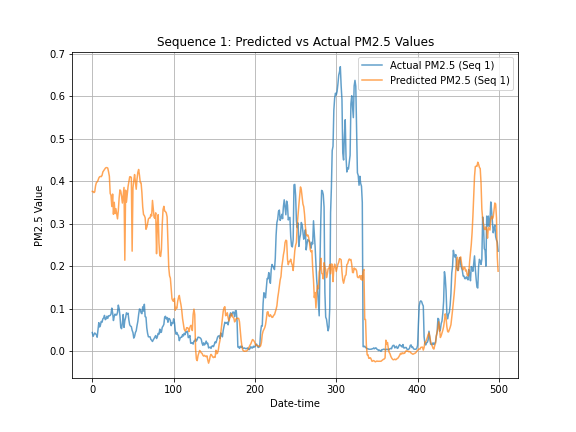 Sequence 1: Predicted vs Actual PM2.5 Values
Actual PM2.5 (Seq 1)
Predicted PM2.5 (Seq 1)
PM2.5 Value
0.7
0.6
0.5
0.4
0.3
0.2
0.1
0.0
0 100 200 300 400 500
Date-time